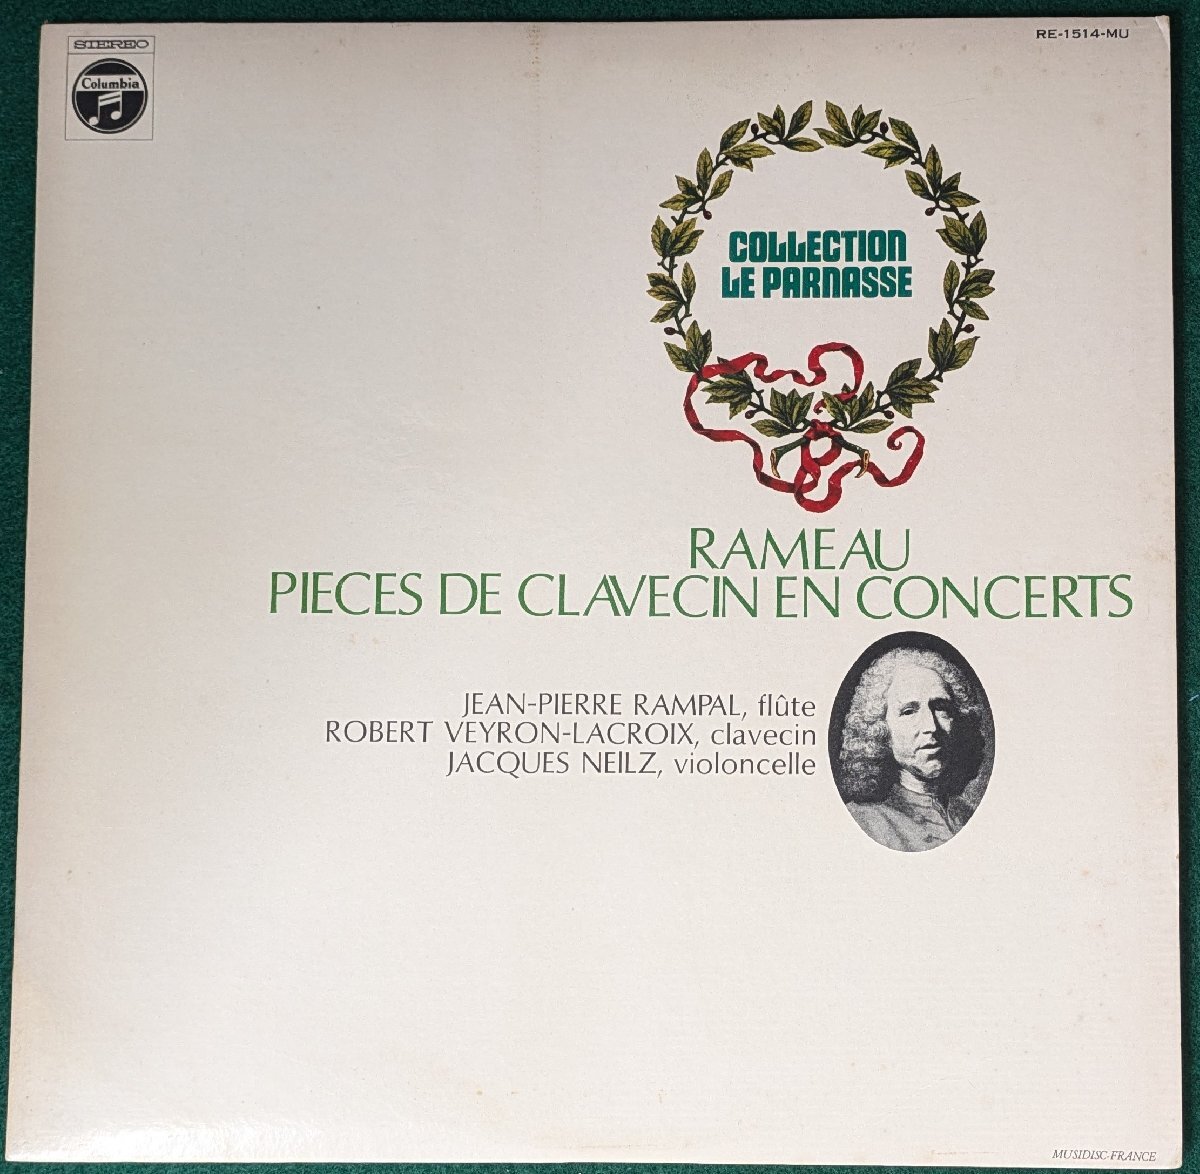 STEREO
Columbia
RE-1514-MU
COLLECTION
LE PARNASSE
RAMEAU
PIECES DE CLAVECIN EN CONCERTS
JEAN-PIERRE RAMPAL, flûte
ROBERT VEYRON-LACROIX, clavecin
JACQUES NEILZ, violoncelle
MUSIDISC-FRANCE